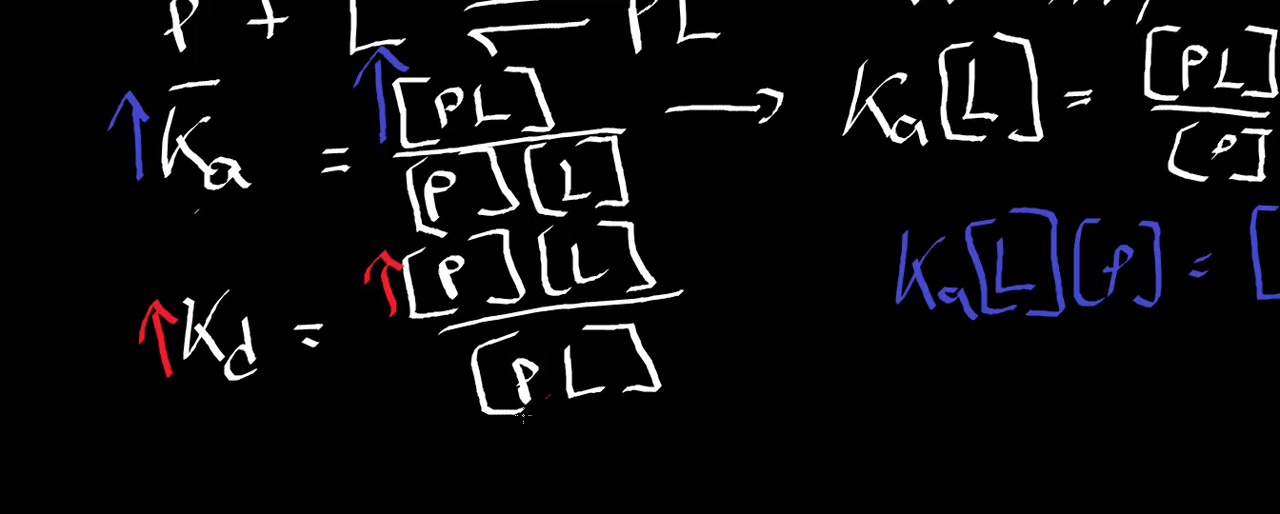 P + L ⇌ PL
Ka = [PL] / [P][L] → Ka[L] = [PL] / [P]
Ka[L][P] = [
Kd = [P][L] / [PL]